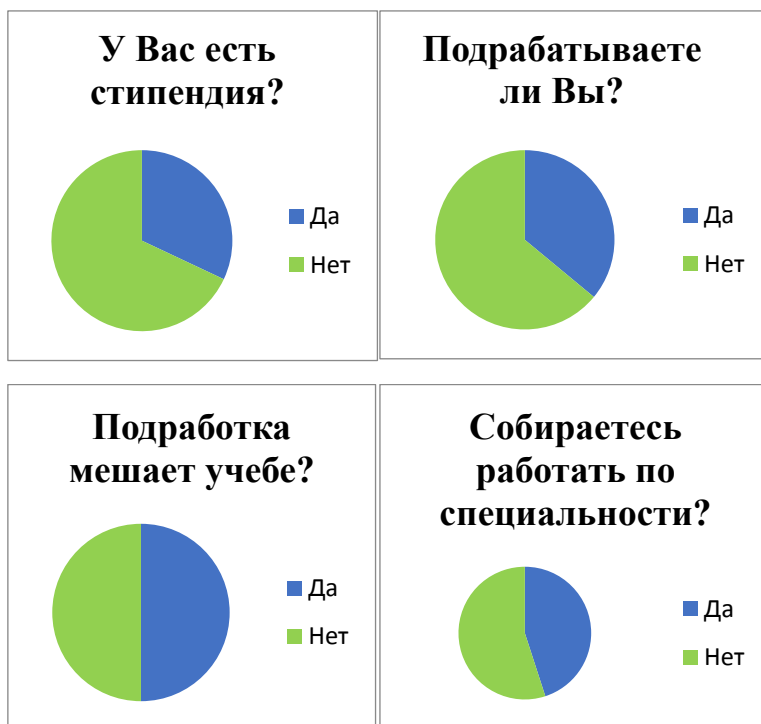 У Вас есть
стипендия?
Да
Нет
Подрабатываете
ли Вы?
Да
Нет
Подработка
мешает учебе?
Да
Нет
Собираетесь
работать по
специальности?
Да
Нет